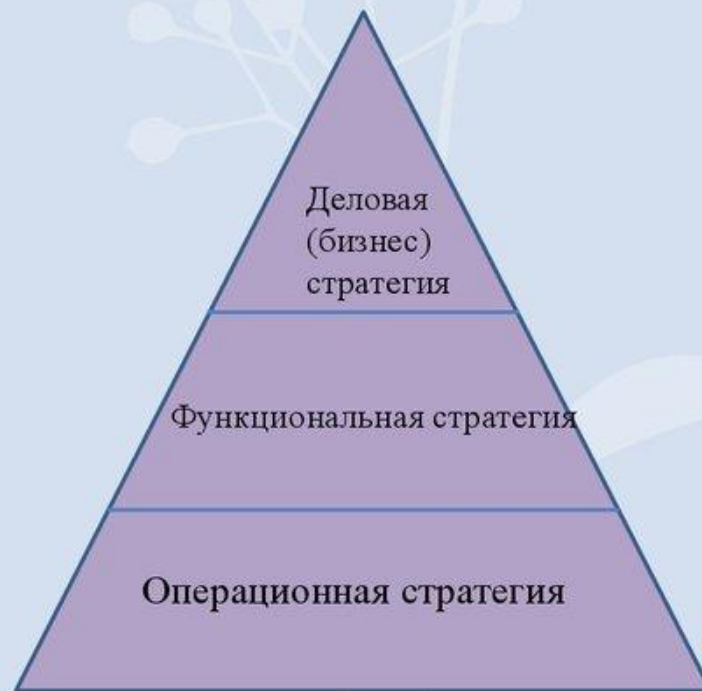 Деловая
(бизнес)
стратегия
Функциональная стратегия
Операционная стратегия